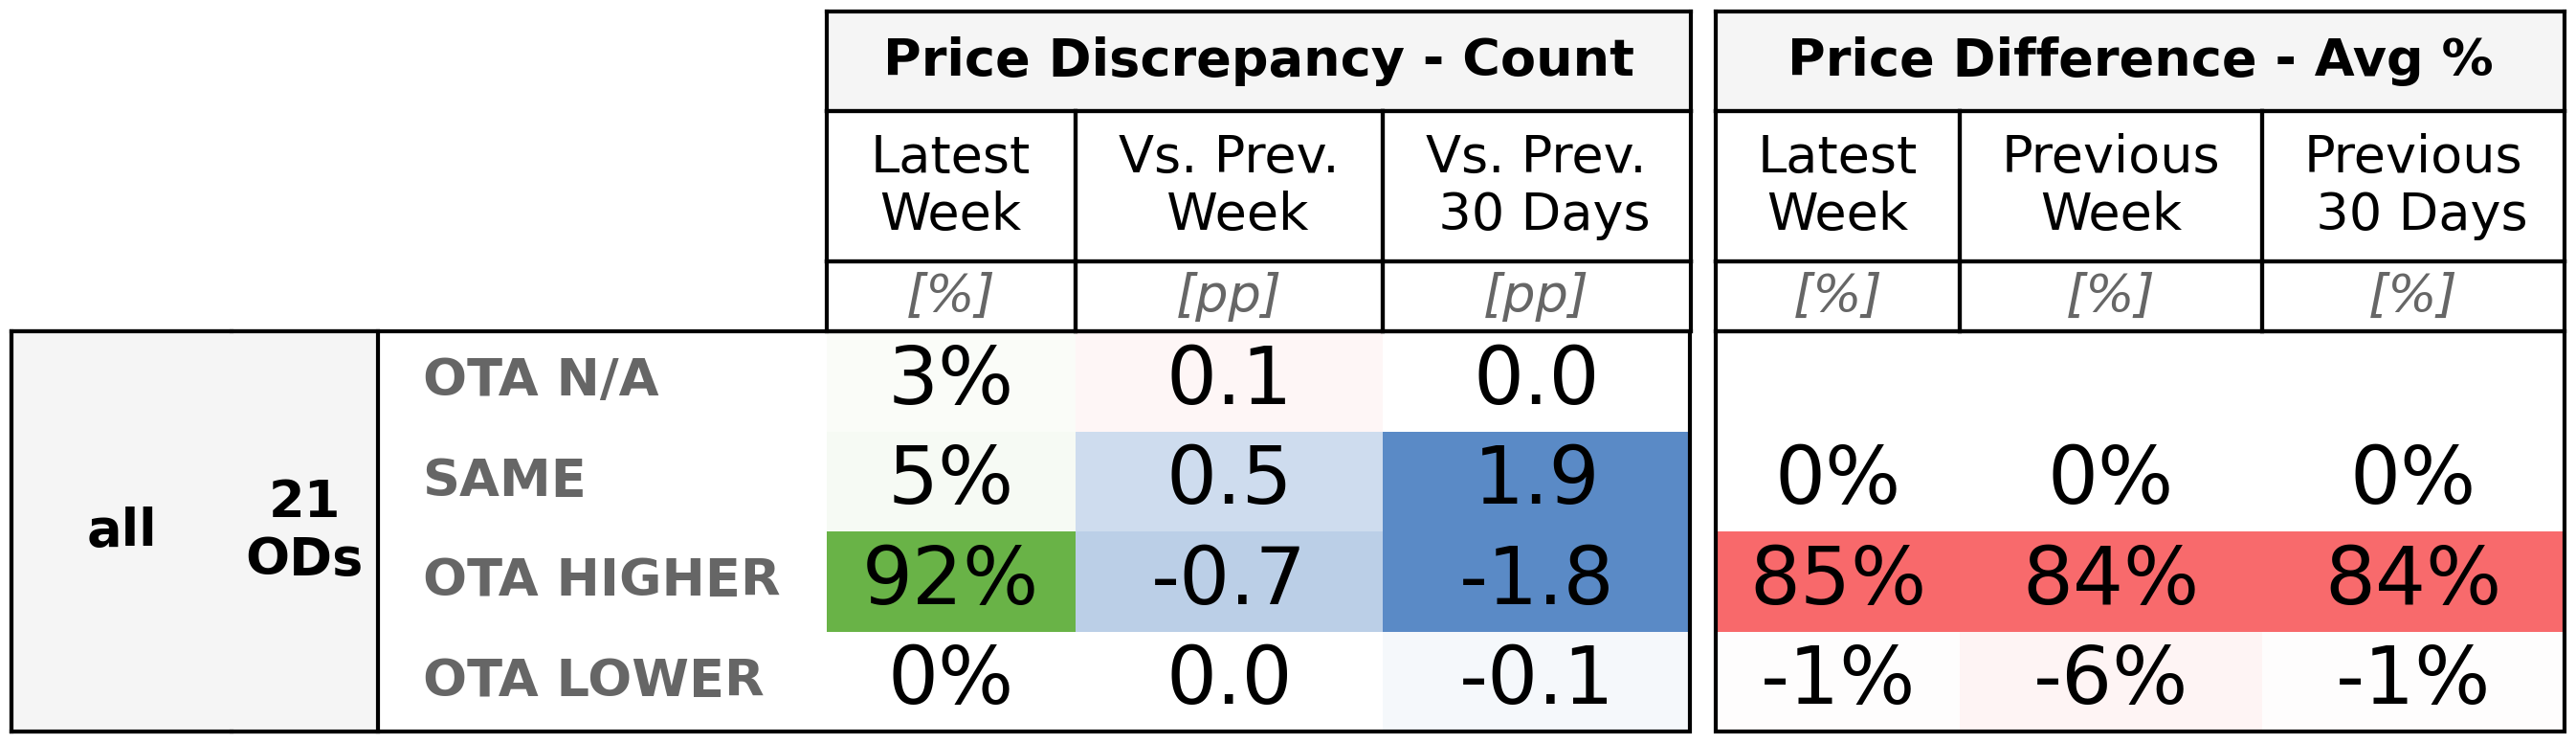 Price Discrepancy - Count Price Difference - Avg %
Latest Week Vs. Prev. Week Vs. Prev. 30 Days Latest Week Previous Week Previous 30 Days
[%] [pp] [pp] [%] [%] [%]
all 21 ODs
OTA N/A 3% 0.1 0.0
SAME 5% 0.5 1.9 0% 0% 0%
OTA HIGHER 92% -0.7 -1.8 85% 84% 84%
OTA LOWER 0% 0.0 -0.1 -1% -6% -1%